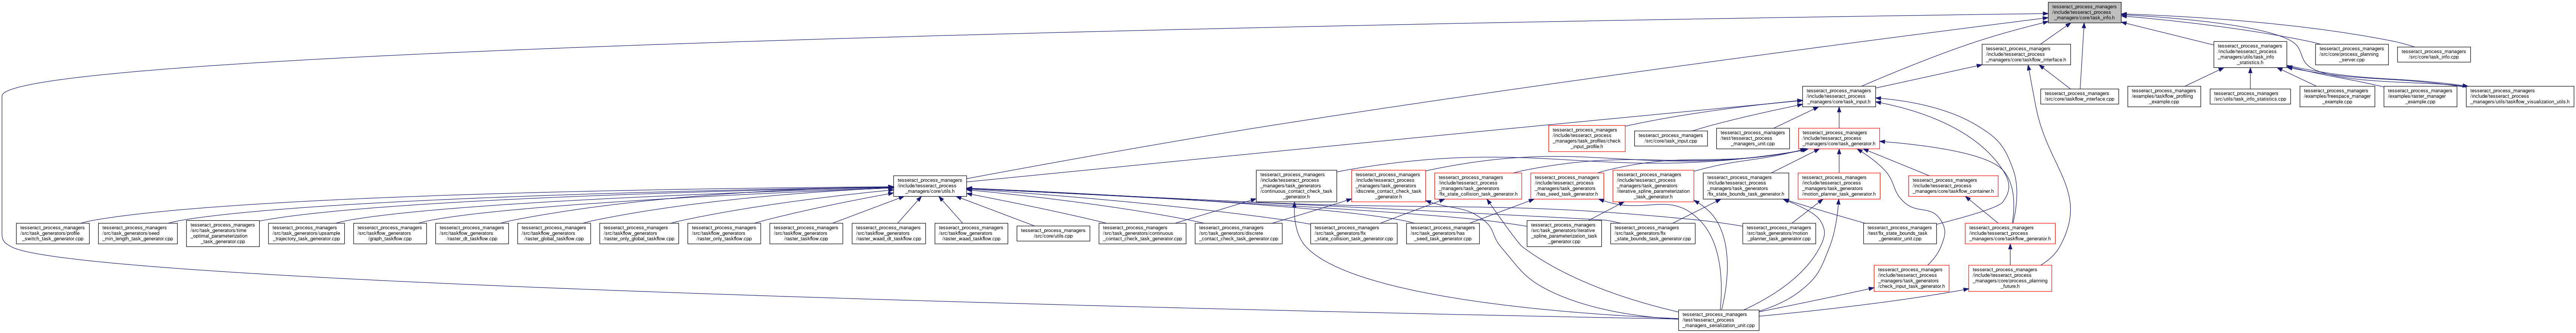 tesseract_process_managers
/include/tesseract_process
_managers/core/task_info.h
tesseract_process_managers
/include/tesseract_process
_managers/core/taskflow_interface.h
tesseract_process_managers
/include/tesseract_process
_managers/utils/task_info
_statistics.h
tesseract_process_managers
/src/core/process_planning
_server.cpp
tesseract_process_managers
/src/core/task_info.cpp
tesseract_process_managers
/include/tesseract_process
_managers/core/task_input.h
tesseract_process_managers
/src/core/taskflow_interface.cpp
tesseract_process_managers
/examples/taskflow_profiling
_example.cpp
tesseract_process_managers
/src/utils/task_info_statistics.cpp
tesseract_process_managers
/examples/freespace_manager
_example.cpp
tesseract_process_managers
/examples/raster_manager
_example.cpp
tesseract_process_managers
/include/tesseract_process
_managers/utils/taskflow_visualization_utils.h
tesseract_process_managers
/include/tesseract_process
_managers/task_profiles/check
_input_profile.h
tesseract_process_managers
/src/core/task_input.cpp
tesseract_process_managers
/test/tesseract_process
_managers_unit.cpp
tesseract_process_managers
/include/tesseract_process
_managers/core/task_generator.h
tesseract_process_managers
/include/tesseract_process
_managers/core/utils.h
tesseract_process_managers
/include/tesseract_process
_managers/task_generators
/continuous_contact_check_task
_generator.h
tesseract_process_managers
/include/tesseract_process
_managers/task_generators
/discrete_contact_check_task
_generator.h
tesseract_process_managers
/include/tesseract_process
_managers/task_generators
/fix_state_collision_task_generator.h
tesseract_process_managers
/include/tesseract_process
_managers/task_generators
/has_seed_task_generator.h
tesseract_process_managers
/include/tesseract_process
_managers/task_generators
/iterative_spline_parameterization
_task_generator.h
tesseract_process_managers
/include/tesseract_process
_managers/task_generators
/fix_state_bounds_task_generator.h
tesseract_process_managers
/include/tesseract_process
_managers/task_generators
/motion_planner_task_generator.h
tesseract_process_managers
/include/tesseract_process
_managers/core/taskflow_container.h
tesseract_process_managers
/src/task_generators/profile
_switch_task_generator.cpp
tesseract_process_managers
/src/task_generators/seed
_min_length_task_generator.cpp
tesseract_process_managers
/src/task_generators/time
_optimal_parameterization
_task_generator.cpp
tesseract_process_managers
/src/task_generators/upsample
_trajectory_task_generator.cpp
tesseract_process_managers
/src/taskflow_generators
/graph_taskflow.cpp
tesseract_process_managers
/src/taskflow_generators
/raster_dt_taskflow.cpp
tesseract_process_managers
/src/taskflow_generators
/raster_global_taskflow.cpp
tesseract_process_managers
/src/taskflow_generators
/raster_only_global_taskflow.cpp
tesseract_process_managers
/src/taskflow_generators
/raster_only_taskflow.cpp
tesseract_process_managers
/src/taskflow_generators
/raster_taskflow.cpp
tesseract_process_managers
/src/taskflow_generators
/raster_waad_dt_taskflow.cpp
tesseract_process_managers
/src/taskflow_generators
/raster_waad_taskflow.cpp
tesseract_process_managers
/src/core/utils.cpp
tesseract_process_managers
/src/task_generators/continuous
_contact_check_task_generator.cpp
tesseract_process_managers
/src/task_generators/discrete
_contact_check_task_generator.cpp
tesseract_process_managers
/src/task_generators/fix
_state_collision_task_generator.cpp
tesseract_process_managers
/src/task_generators/has
_seed_task_generator.cpp
tesseract_process_managers
/src/task_generators/iterative
_spline_parameterization_task
_generator.cpp
tesseract_process_managers
/src/task_generators/fix
_state_bounds_task_generator.cpp
tesseract_process_managers
/src/task_generators/motion
_planner_task_generator.cpp
tesseract_process_managers
/test/fix_state_bounds_task
_generator_unit.cpp
tesseract_process_managers
/include/tesseract_process
_managers/core/taskflow_generator.h
tesseract_process_managers
/include/tesseract_process
_managers/task_generators
/check_input_task_generator.h
tesseract_process_managers
/include/tesseract_process
_managers/core/process_planning
_future.h
tesseract_process_managers
/test/tesseract_process
_managers_serialization_unit.cpp